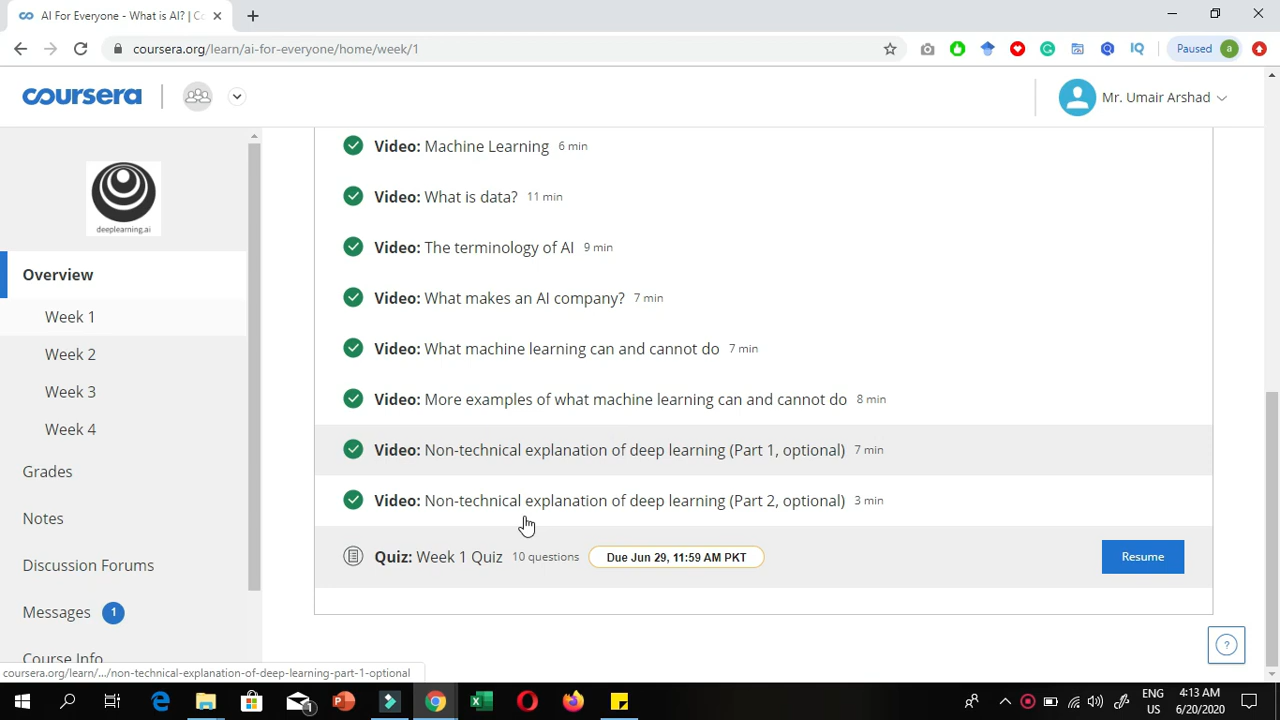 AI For Everyone - What is AI? | Co
coursera.org/learn/ai-for-everyone/home/week/1
Paused a
coursera
Mr. Umair Arshad
deeplearning.ai
Overview
Week 1
Week 2
Week 3
Week 4
Grades
Notes
Discussion Forums
Messages 1
Course Info
Video: Machine Learning 6 min
Video: What is data? 11 min
Video: The terminology of AI 9 min
Video: What makes an AI company? 7 min
Video: What machine learning can and cannot do 7 min
Video: More examples of what machine learning can and cannot do 8 min
Video: Non-technical explanation of deep learning (Part 1, optional) 7 min
Video: Non-technical explanation of deep learning (Part 2, optional) 3 min
Quiz: Week 1 Quiz 10 questions Due Jun 29, 11:59 AM PKT Resume
coursera.org/learn/.../non-technical-explanation-of-deep-learning-part-1-optional
ENG US
4:13 AM
6/20/2020